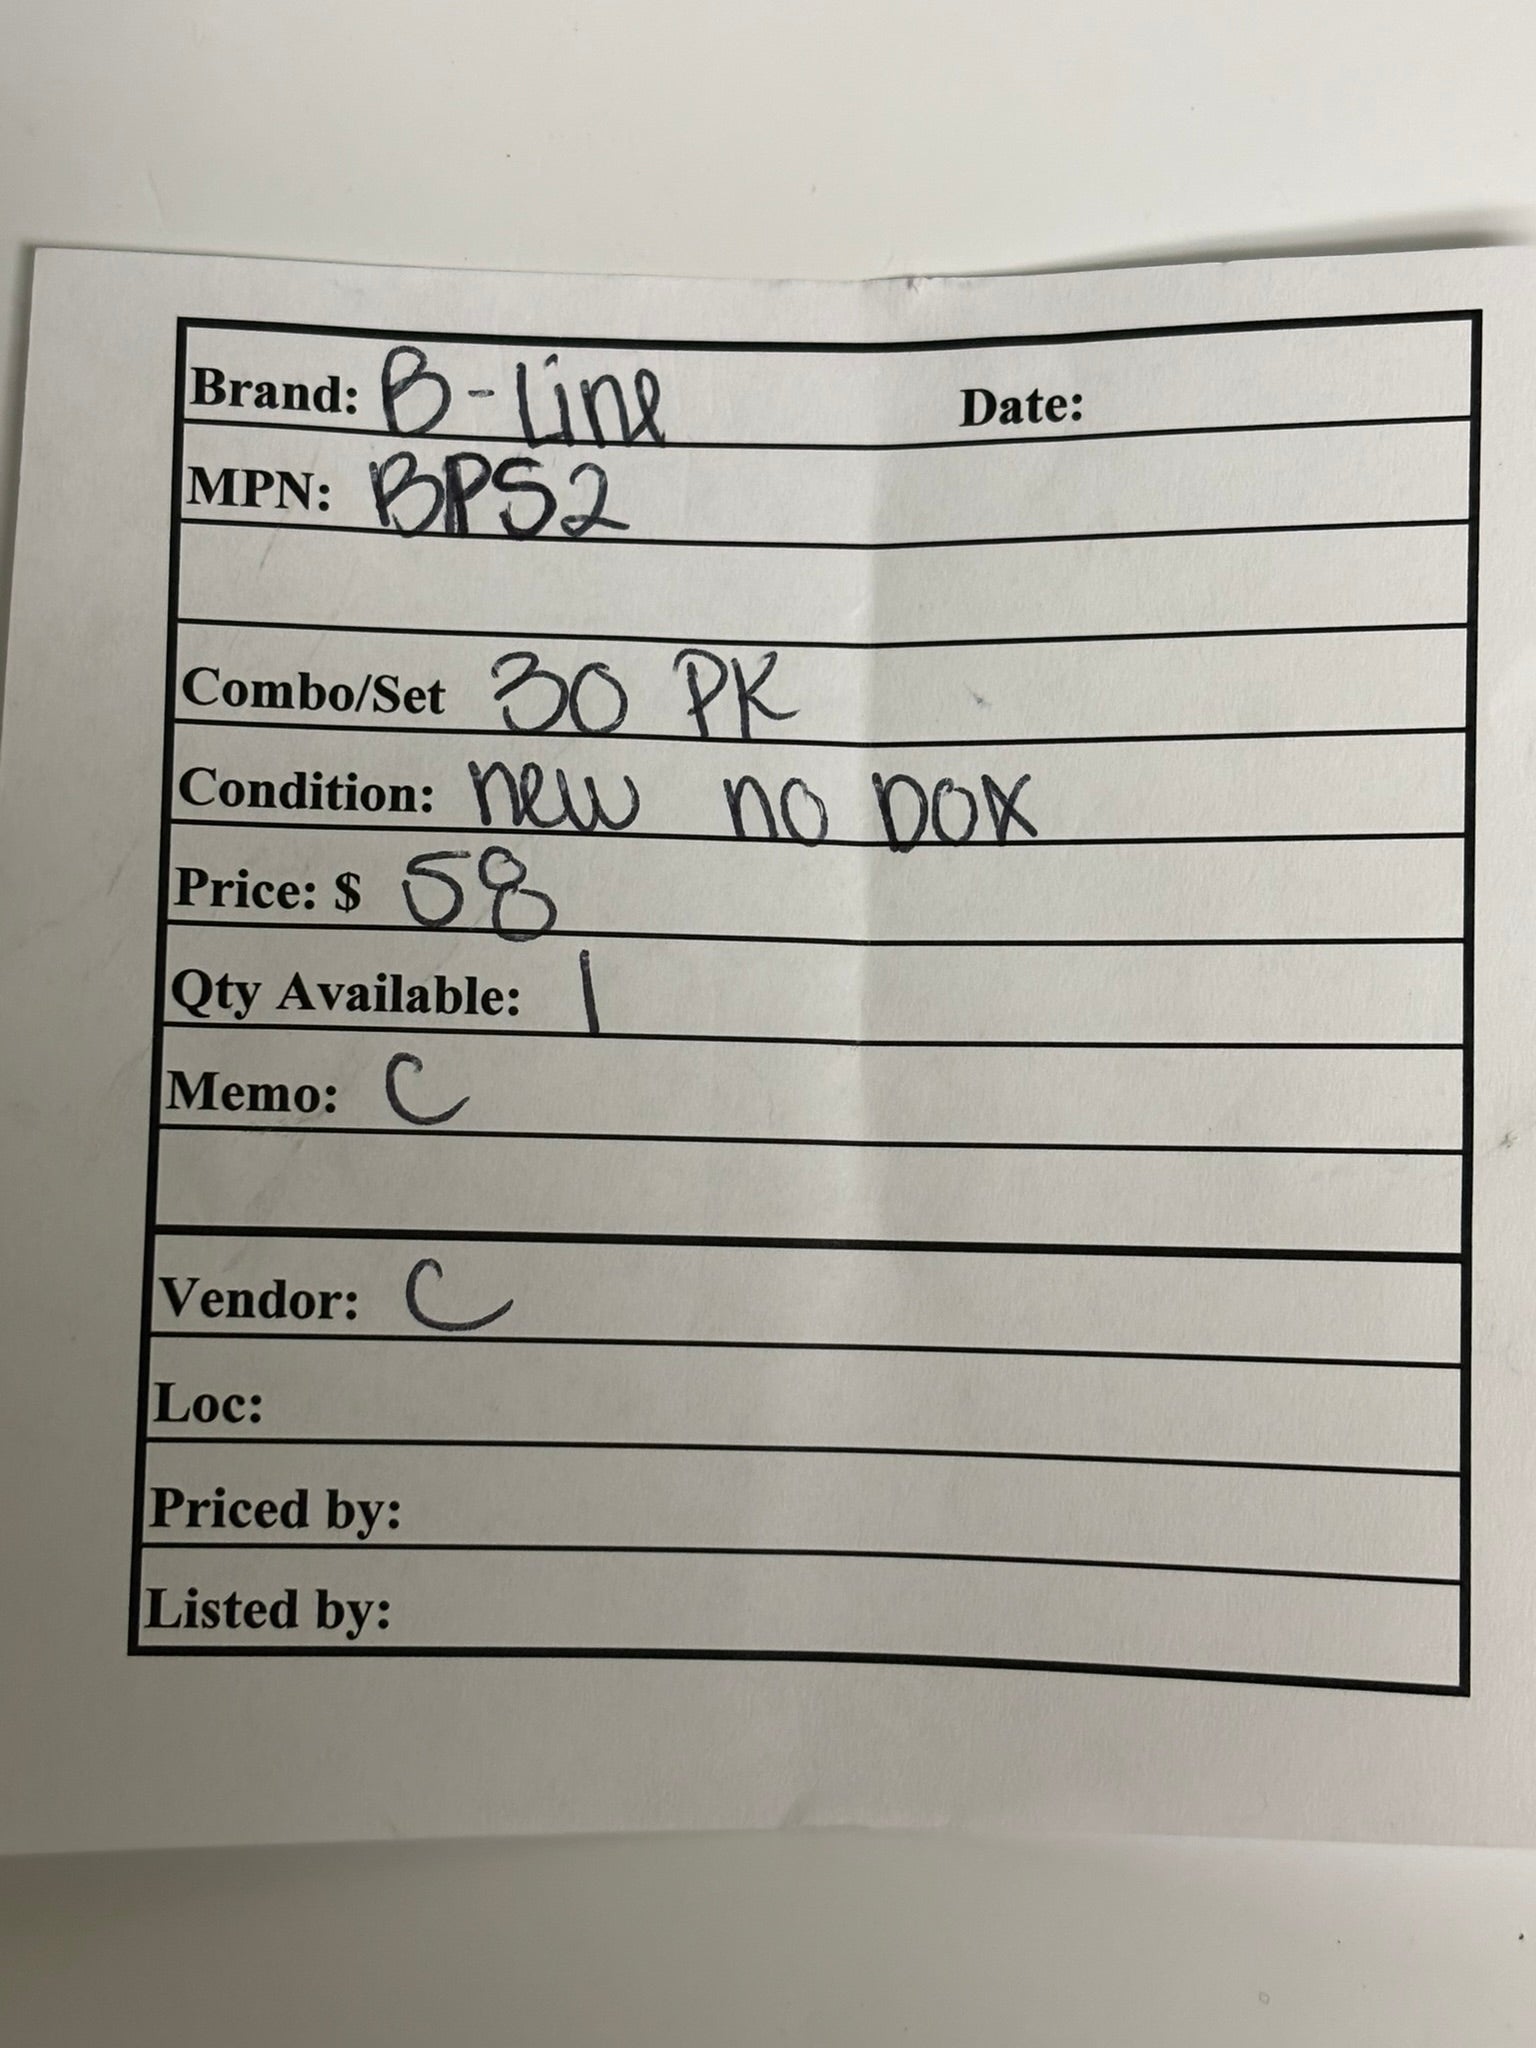 Brand: B-Line Date:
MPN: BPS2
Combo/Set 30 PK
Condition: new no box
Price: $ 58
Qty Available: 1
Memo: C
Vendor: C
Loc:
Priced by:
Listed by: